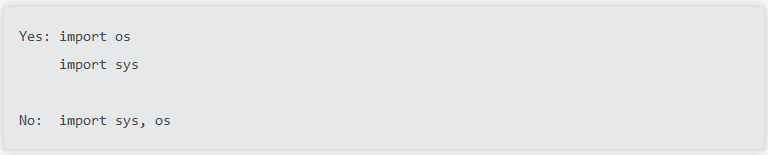 Yes: import os
     import sys

No:  import sys, os